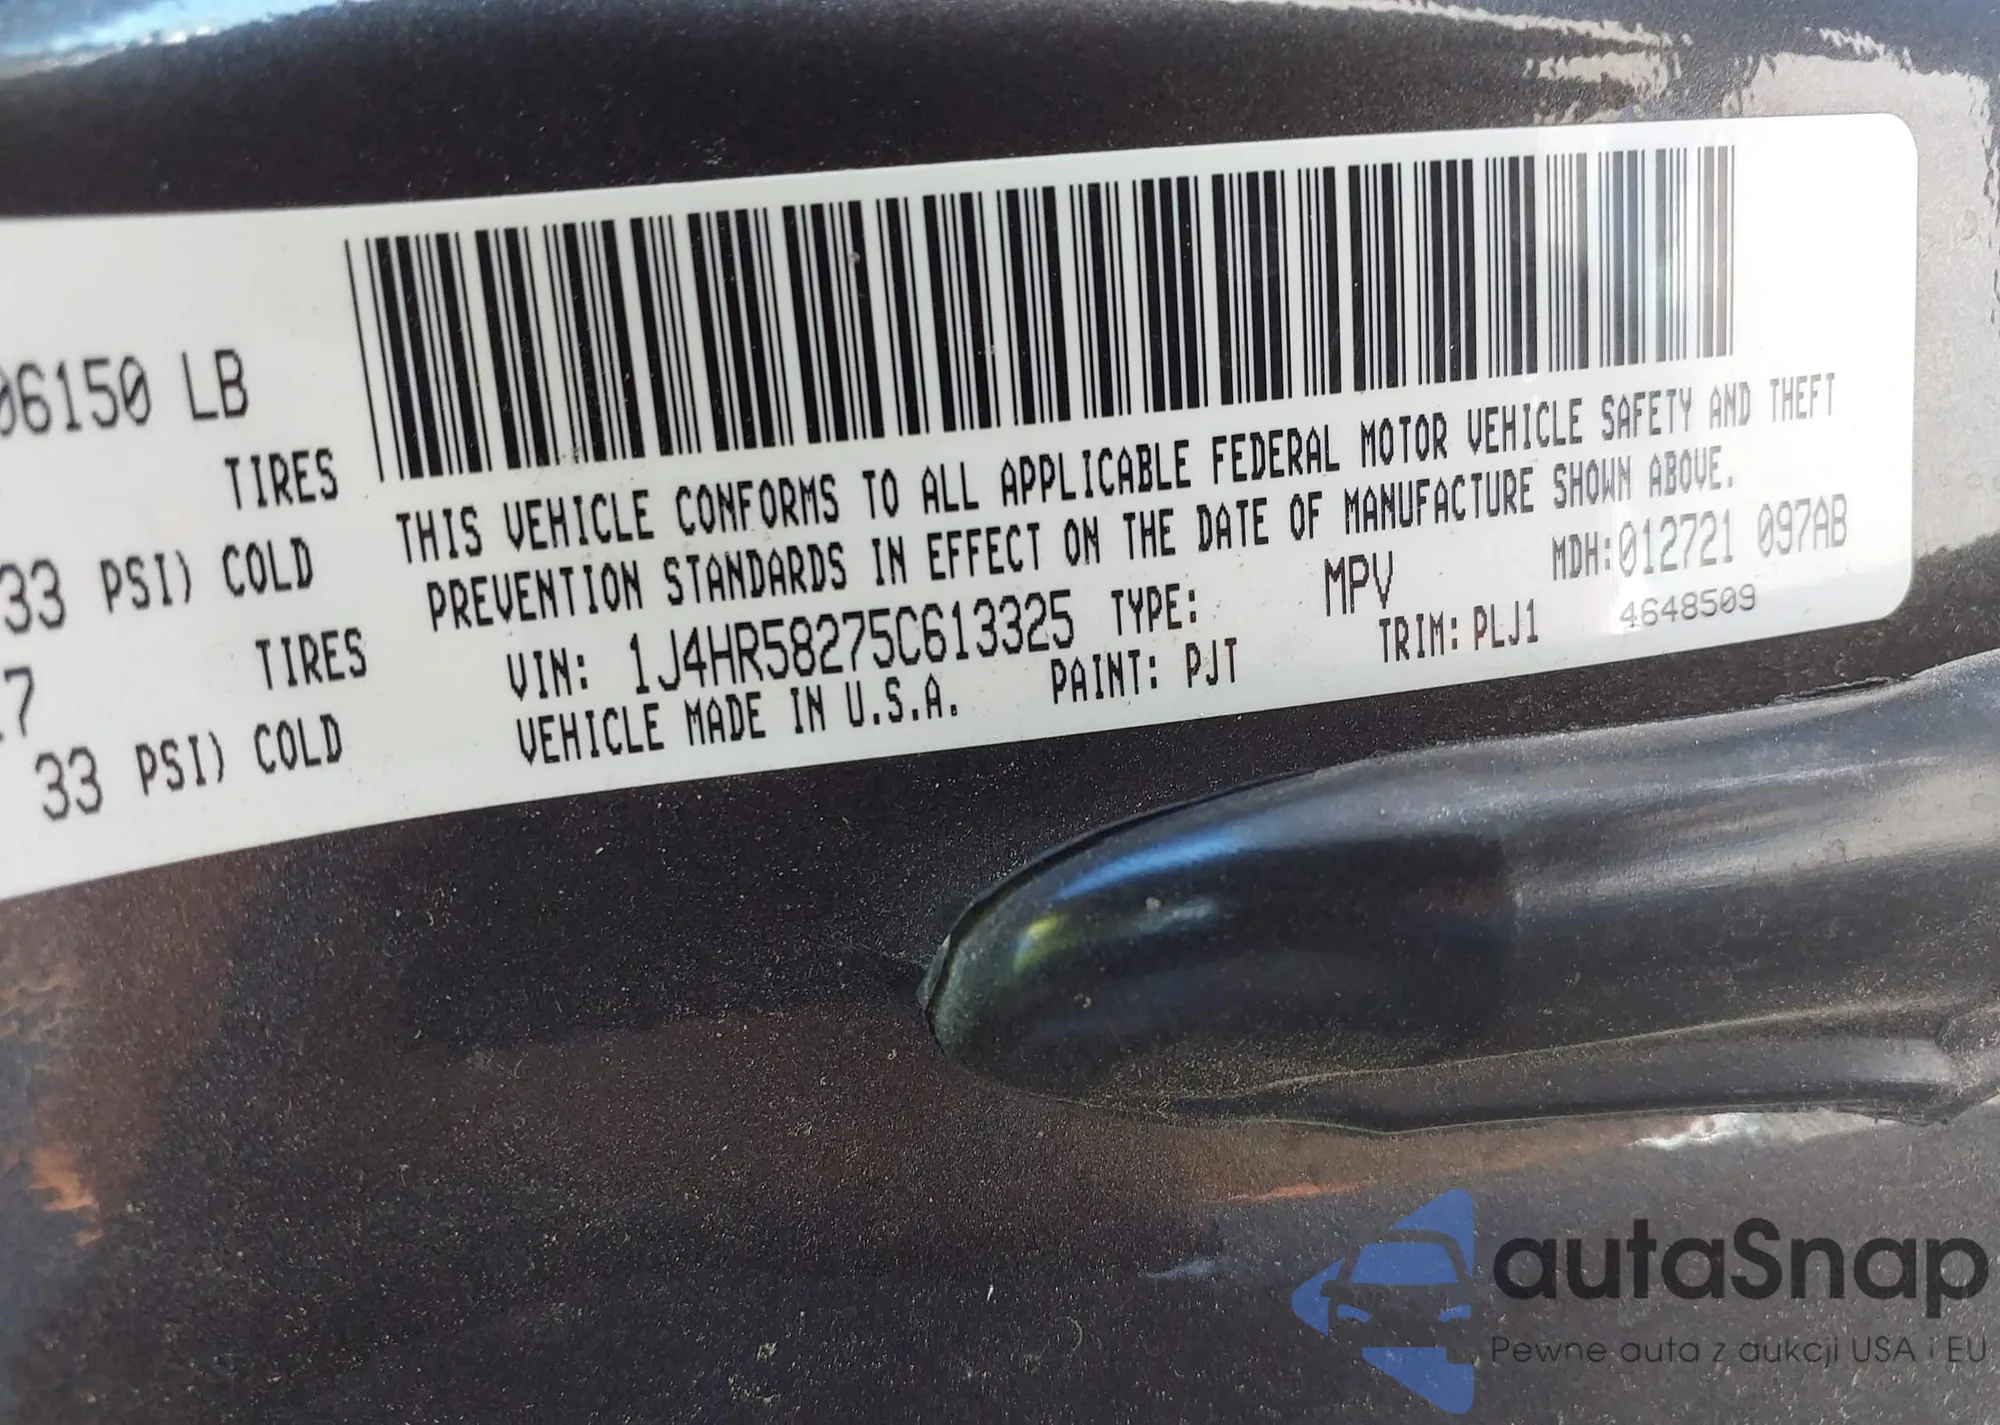 06150 LB
TIRES
33 PSI) COLD
7 TIRES
33 PSI) COLD
THIS VEHICLE CONFORMS TO ALL APPLICABLE FEDERAL MOTOR VEHICLE SAFETY AND THEFT
PREVENTION STANDARDS IN EFFECT ON THE DATE OF MANUFACTURE SHOWN ABOVE.
VIN: 1J4HR58275C613325 TYPE: MPV MDH:012721 097AB
VEHICLE MADE IN U.S.A. PAINT: PJT TRIM: PLJ1 4648509
autaSnap
Pewne auta z aukcji USA i EU